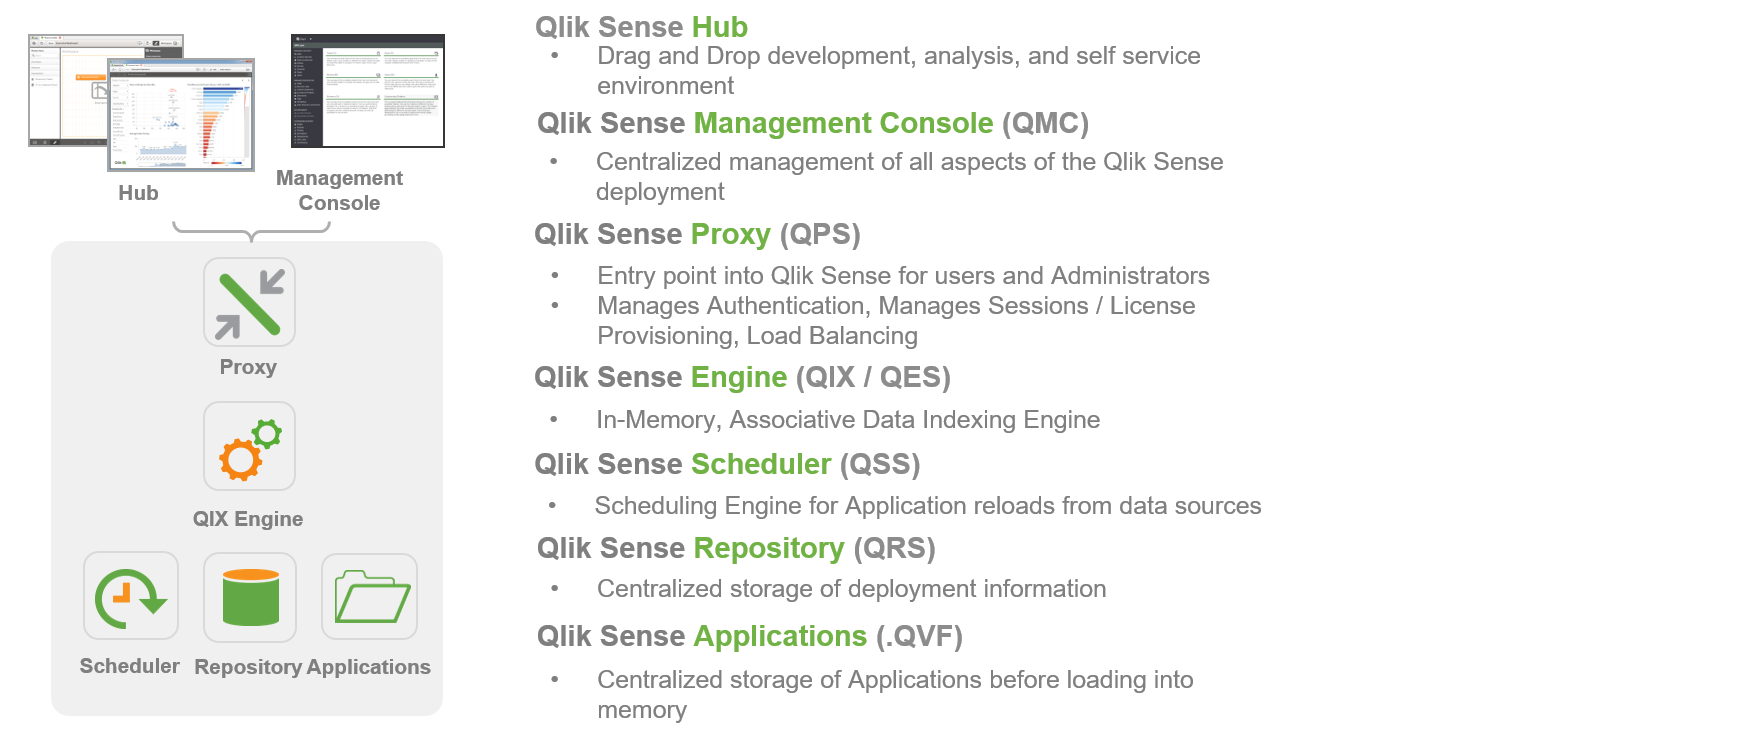 Hub
Management
Console
Proxy
QIX Engine
Scheduler
Repository
Applications
Qlik Sense Hub
• Drag and Drop development, analysis, and self service
environment
Qlik Sense Management Console (QMC)
• Centralized management of all aspects of the Qlik Sense
deployment
Qlik Sense Proxy (QPS)
• Entry point into Qlik Sense for users and Administrators
• Manages Authentication, Manages Sessions / License
Provisioning, Load Balancing
Qlik Sense Engine (QIX / QES)
• In-Memory, Associative Data Indexing Engine
Qlik Sense Scheduler (QSS)
• Scheduling Engine for Application reloads from data sources
Qlik Sense Repository (QRS)
• Centralized storage of deployment information
Qlik Sense Applications (.QVF)
• Centralized storage of Applications before loading into
memory